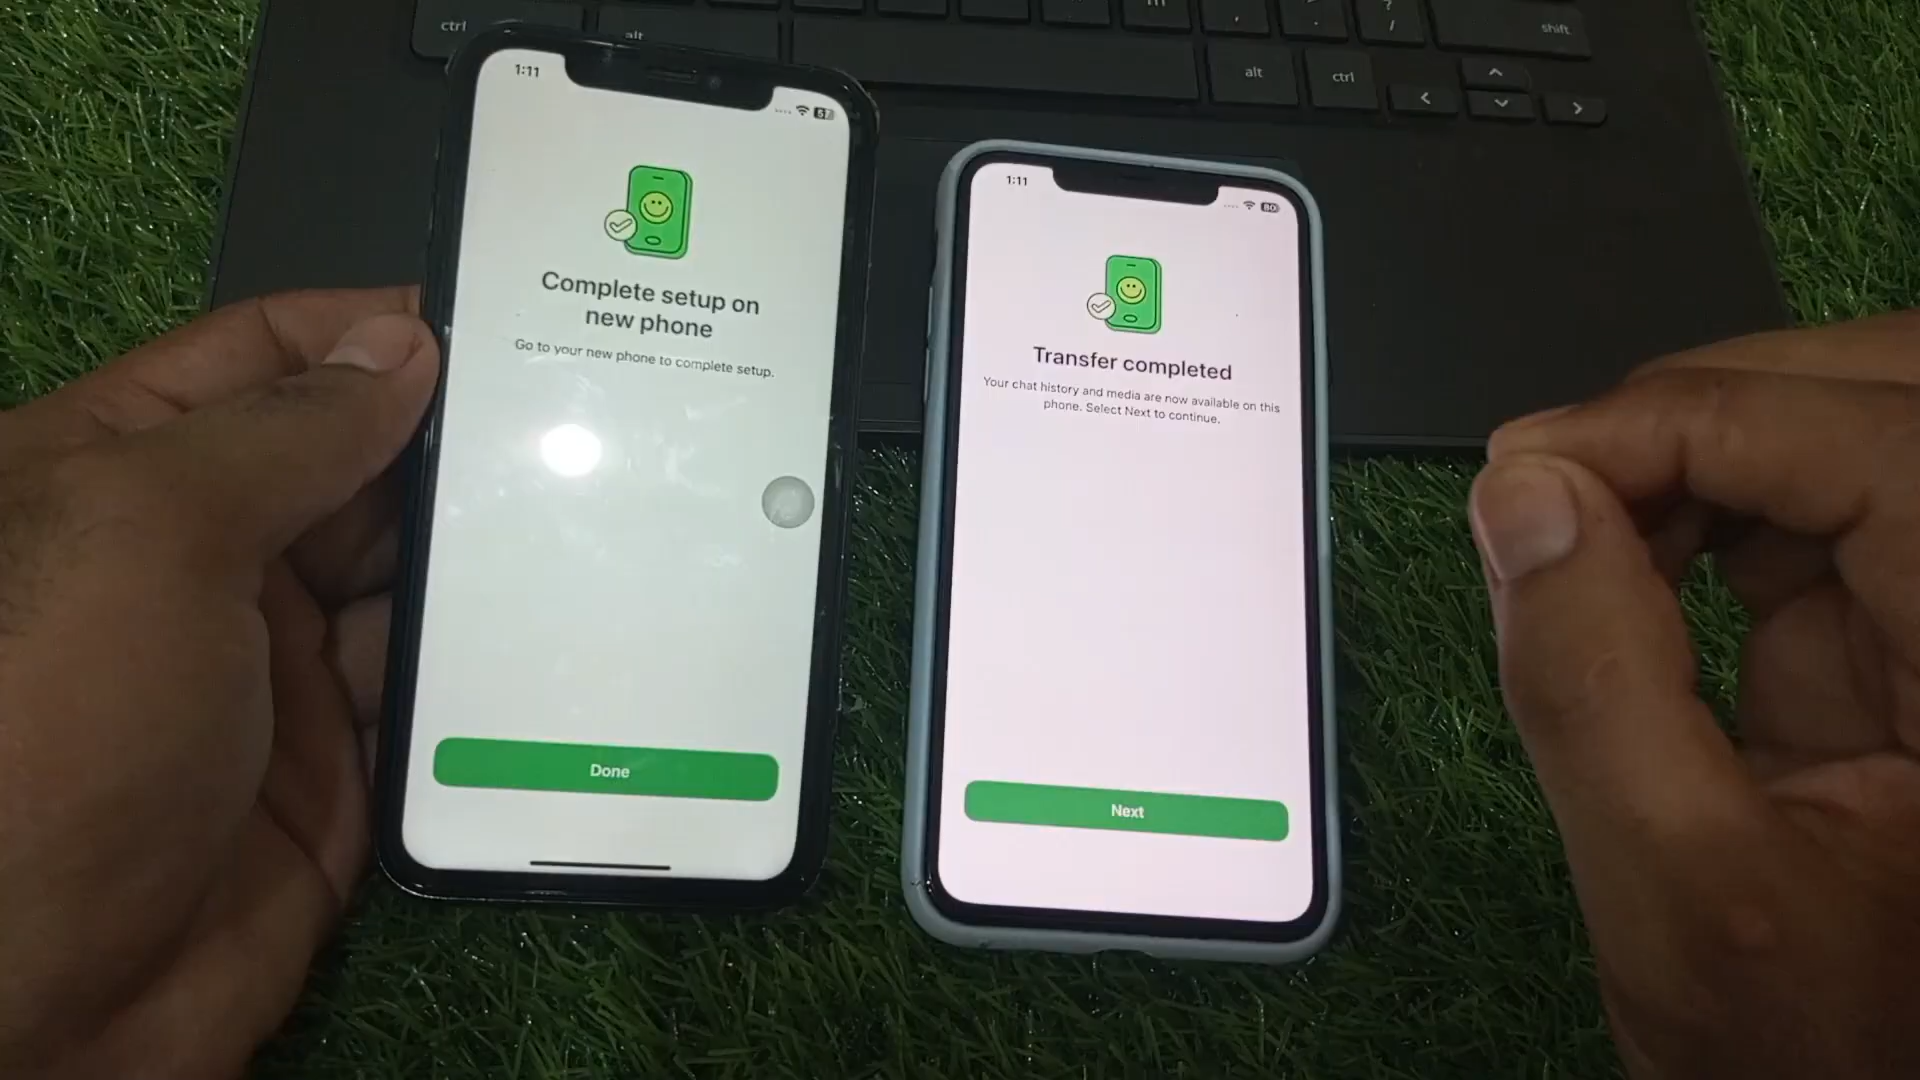 ctrl
alt
shift
alt
ctrl
1:11
57
Complete setup on
new phone
Go to your new phone to complete setup.
Done
1:11
80
Transfer completed
Your chat history and media are now available on this
phone. Select Next to continue.
Next